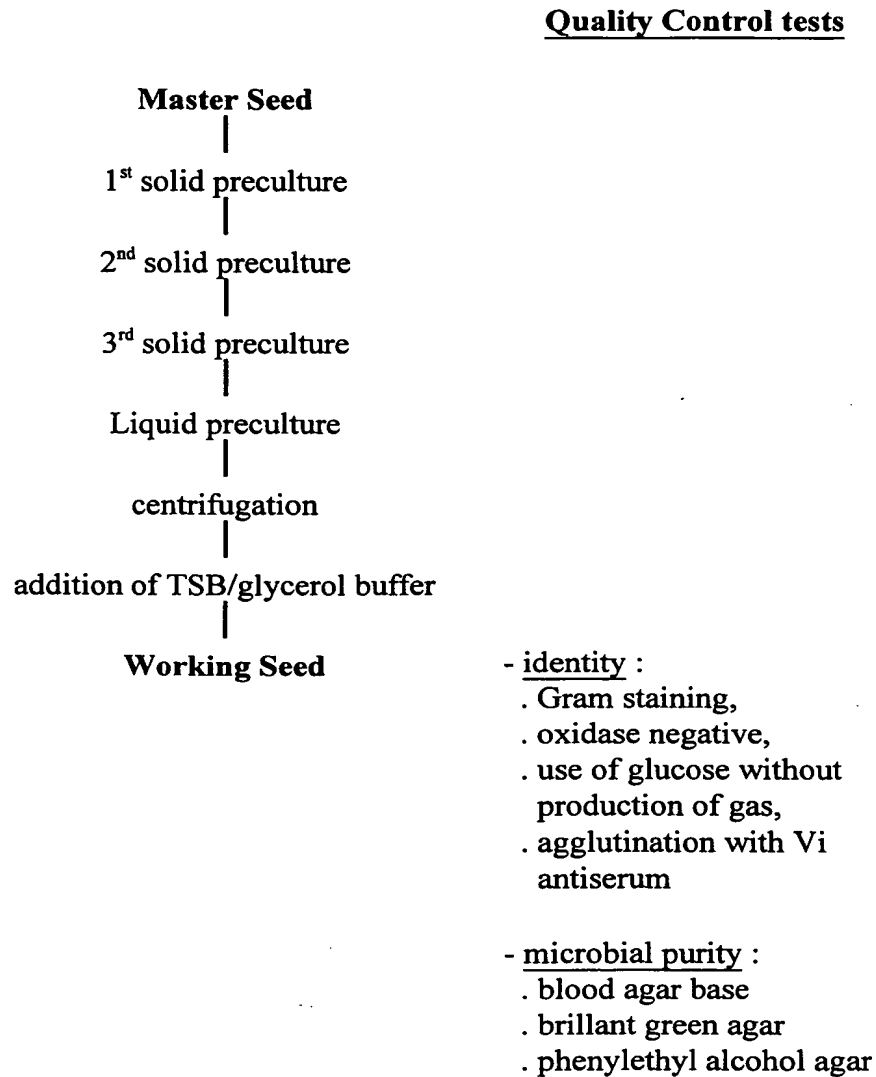 Quality Control tests
Master Seed
1st solid preculture
2nd solid preculture
3rd solid preculture
Liquid preculture
centrifugation
addition of TSB/glycerol buffer
Working Seed
- identity :
. Gram staining,
. oxidase negative,
. use of glucose without
production of gas,
. agglutination with Vi
antiserum
- microbial purity :
. blood agar base
. brillant green agar
. phenylethyl alcohol agar